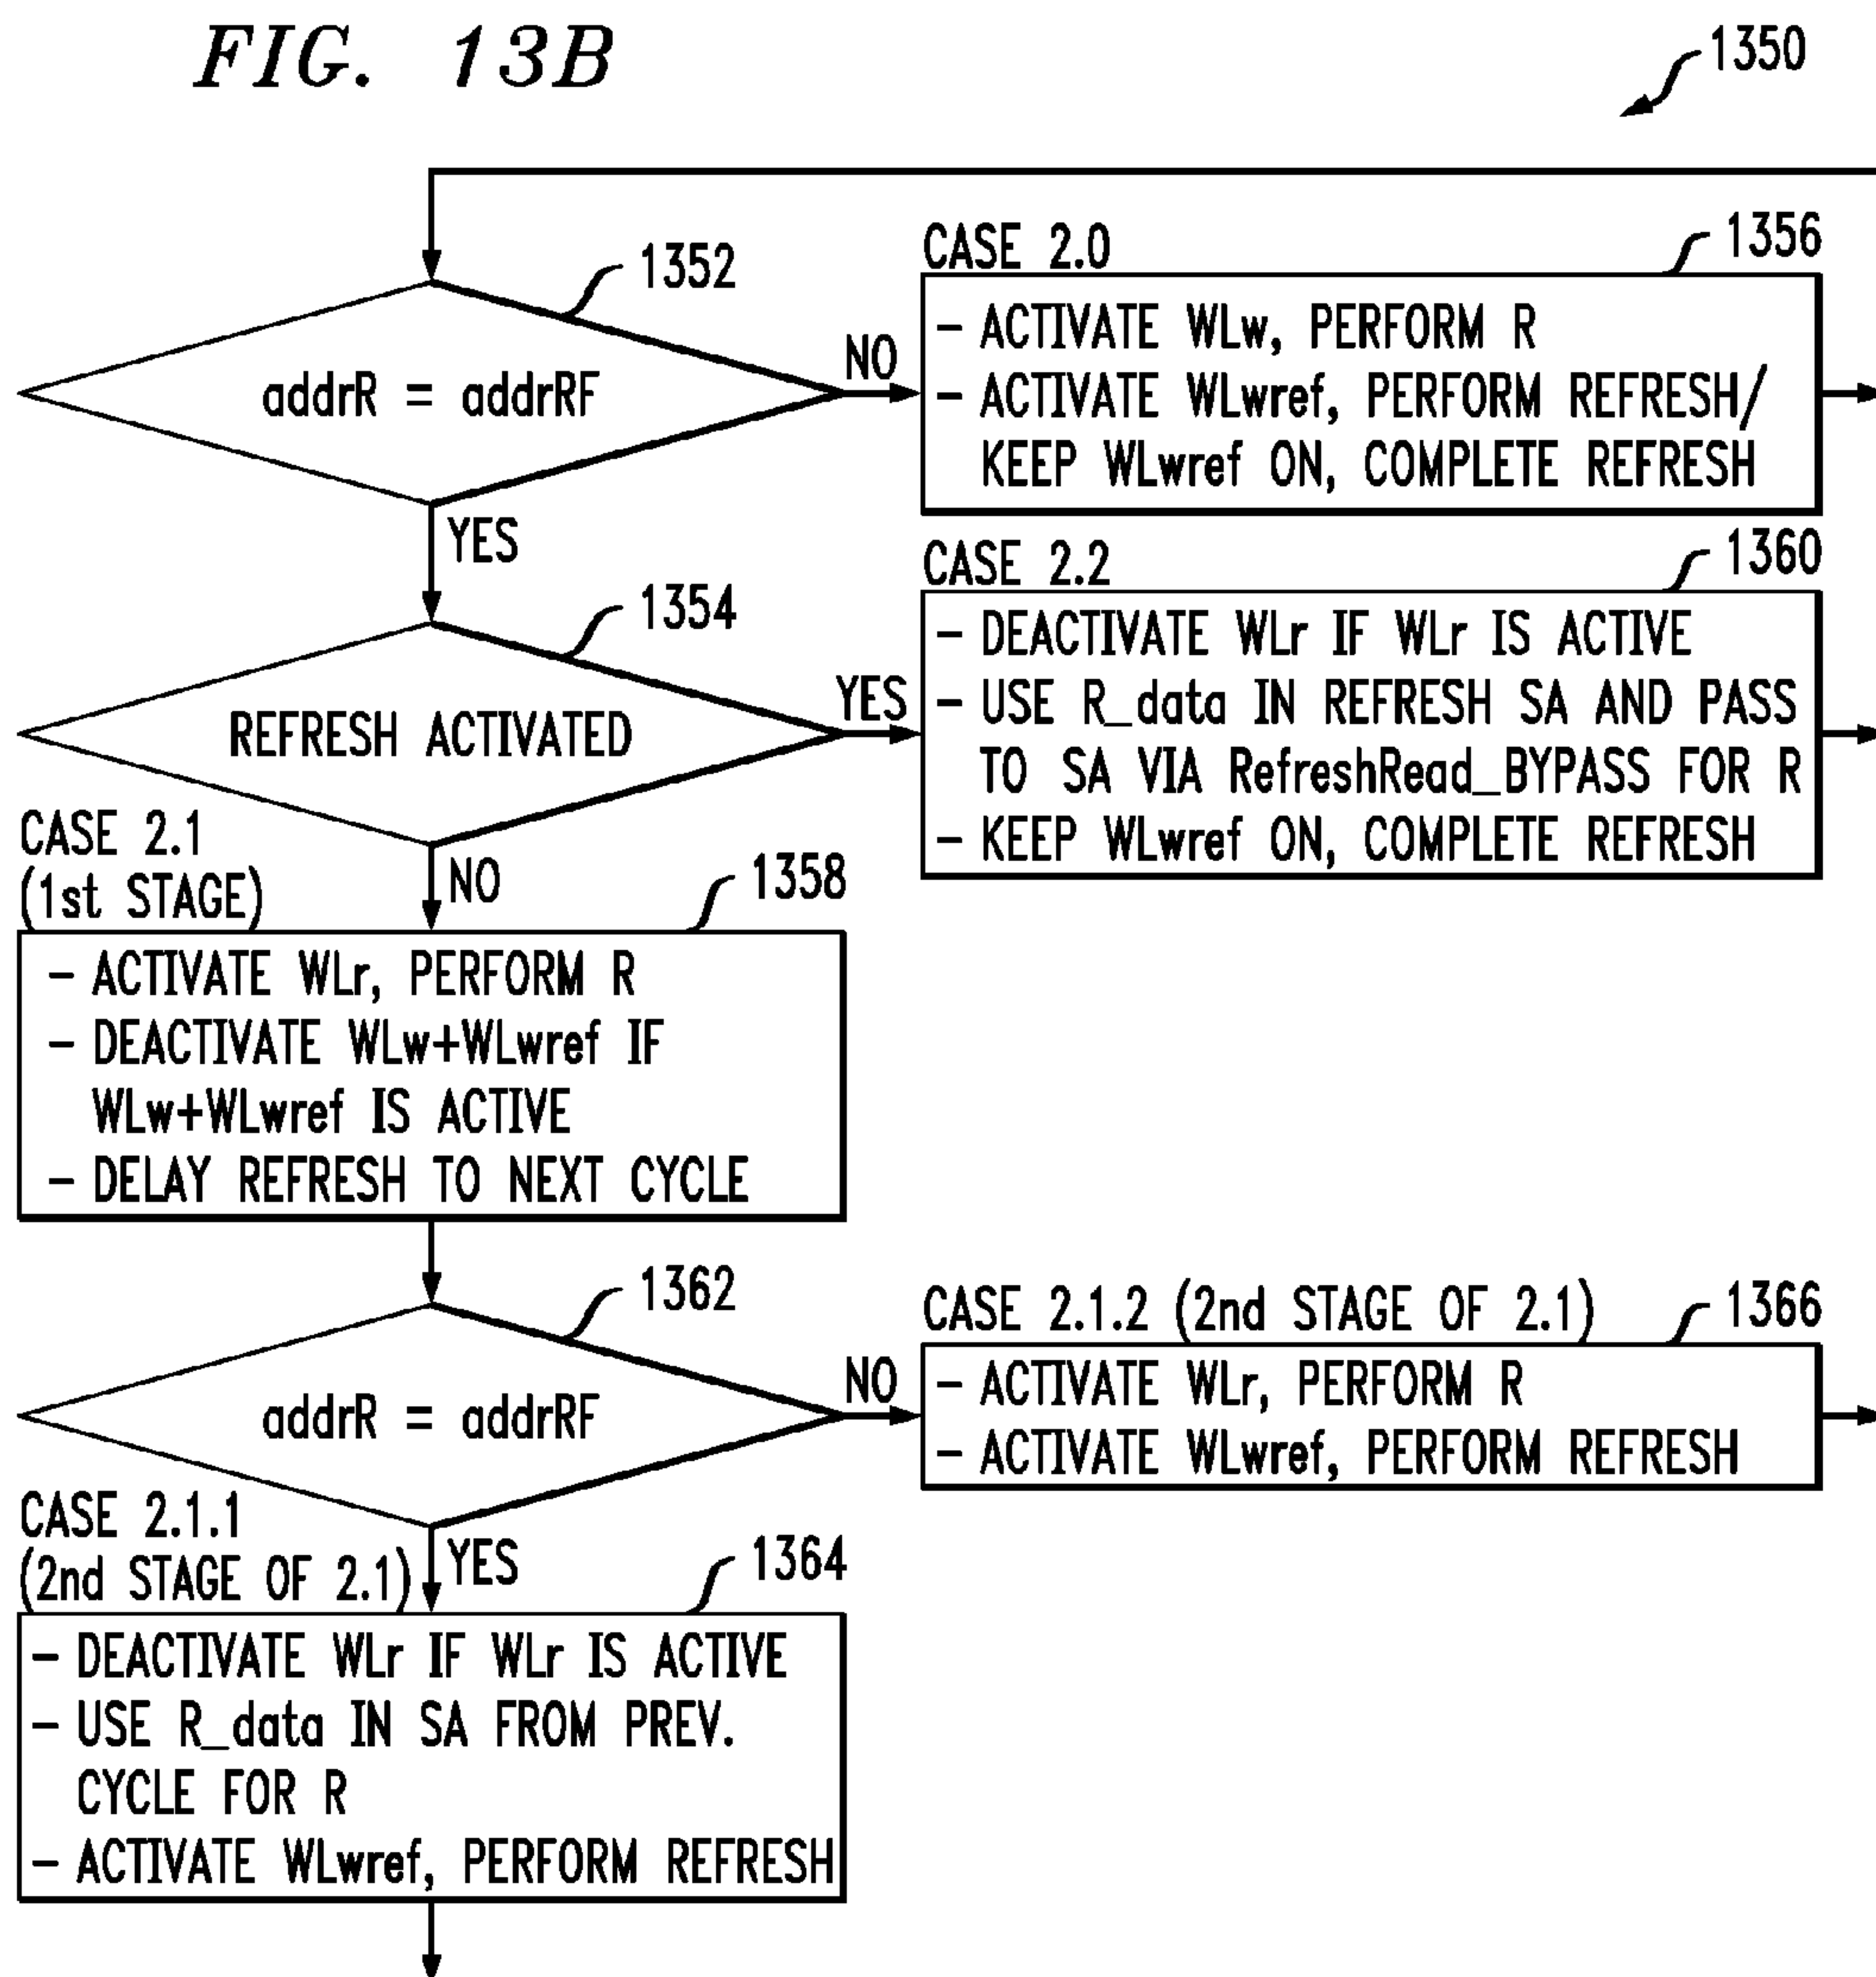 FIG. 13B
1350
1352
addrR = addrRF
NO
YES
CASE 2.0
1356
- ACTIVATE WLw, PERFORM R
- ACTIVATE WLwref, PERFORM REFRESH/
KEEP WLwref ON, COMPLETE REFRESH
1354
REFRESH ACTIVATED
YES
NO
CASE 2.2
1360
- DEACTIVATE WLr IF WLr IS ACTIVE
- USE R_data IN REFRESH SA AND PASS
TO SA VIA RefreshRead_BYPASS FOR R
- KEEP WLwref ON, COMPLETE REFRESH
CASE 2.1
(1st STAGE)
1358
- ACTIVATE WLr, PERFORM R
- DEACTIVATE WLw+WLwref IF
WLw+WLwref IS ACTIVE
- DELAY REFRESH TO NEXT CYCLE
1362
addrR = addrRF
NO
YES
CASE 2.1.2 (2nd STAGE OF 2.1)
1366
- ACTIVATE WLr, PERFORM R
- ACTIVATE WLwref, PERFORM REFRESH
CASE 2.1.1
(2nd STAGE OF 2.1)
1364
- DEACTIVATE WLr IF WLr IS ACTIVE
- USE R_data IN SA FROM PREV.
CYCLE FOR R
- ACTIVATE WLwref, PERFORM REFRESH